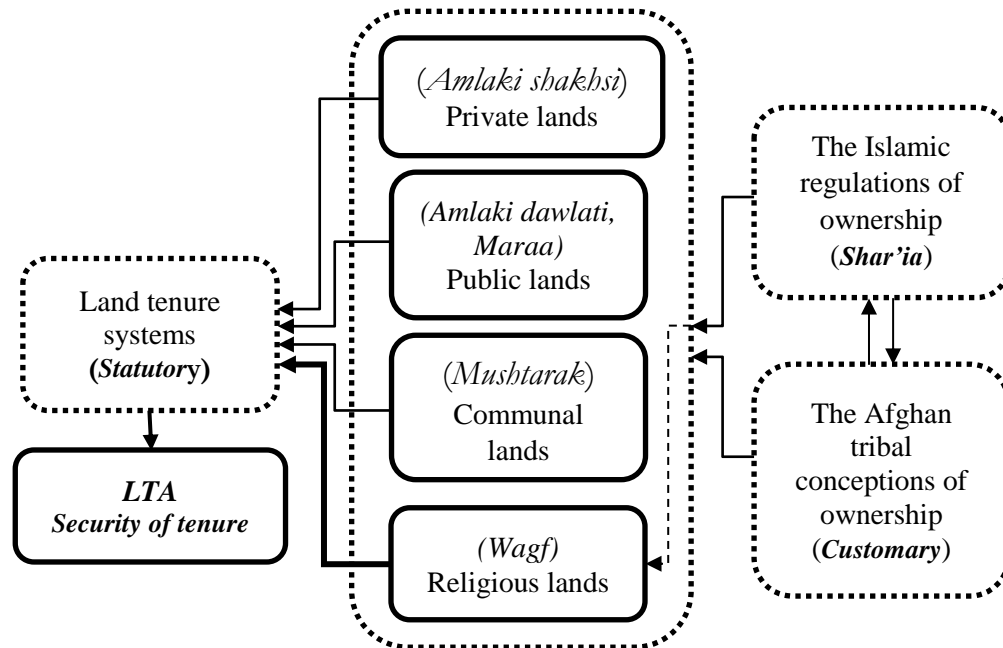 (Amlaki shakhsi)
Private lands
(Amlaki dawlati,
Maraa)
Public lands
(Mushtarak)
Communal
lands
(Wagf)
Religious lands
Land tenure
systems
(Statutory)
LTA
Security of tenure
The Islamic
regulations of
ownership
(Shar’ia)
The Afghan
tribal
conceptions of
ownership
(Customary)